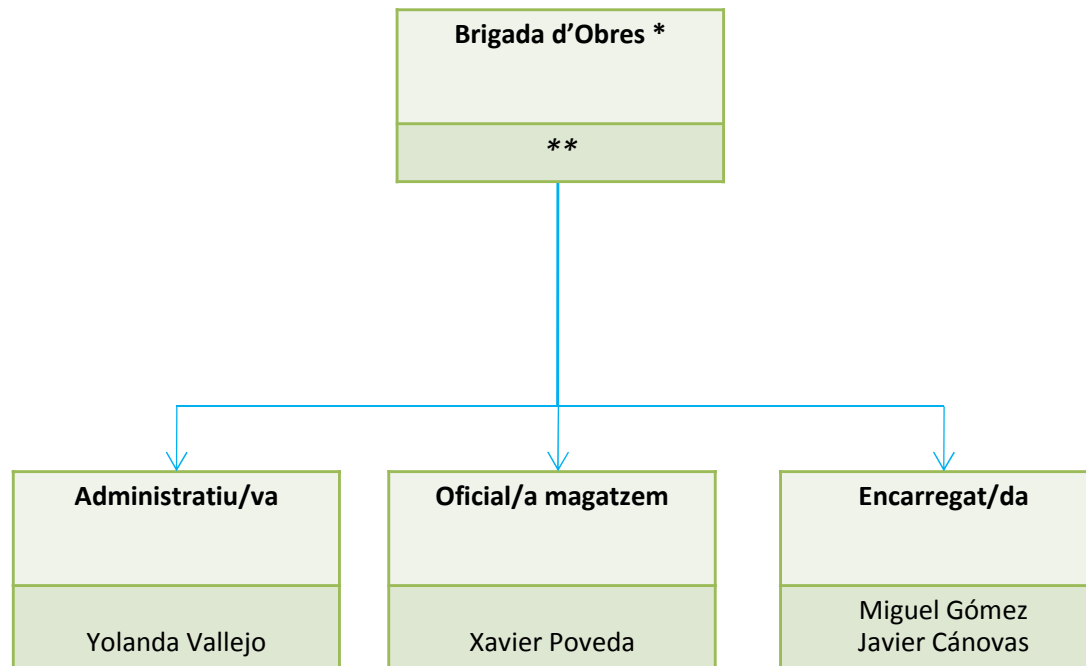 Brigada d’Obres *
**
Administratiu/va
Yolanda Vallejo
Oficial/a magatzem
Xavier Poveda
Encarregat/da
Miguel Gómez
Javier Cánovas